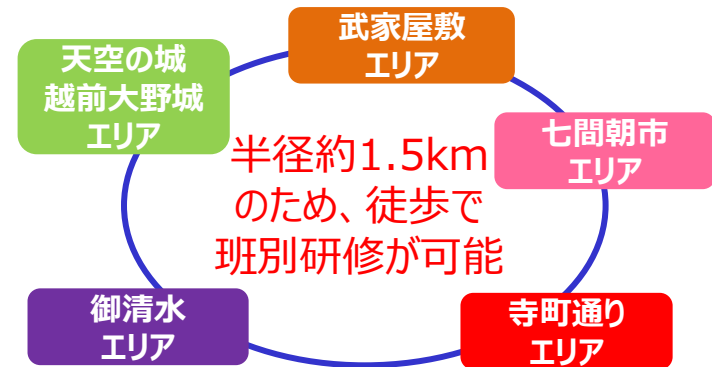 武家屋敷
エリア
天空の城
越前大野城
エリア
七間朝市
エリア
半径約1.5km
のため、徒歩で
班別研修が可能
御清水
エリア
寺町通り
エリア